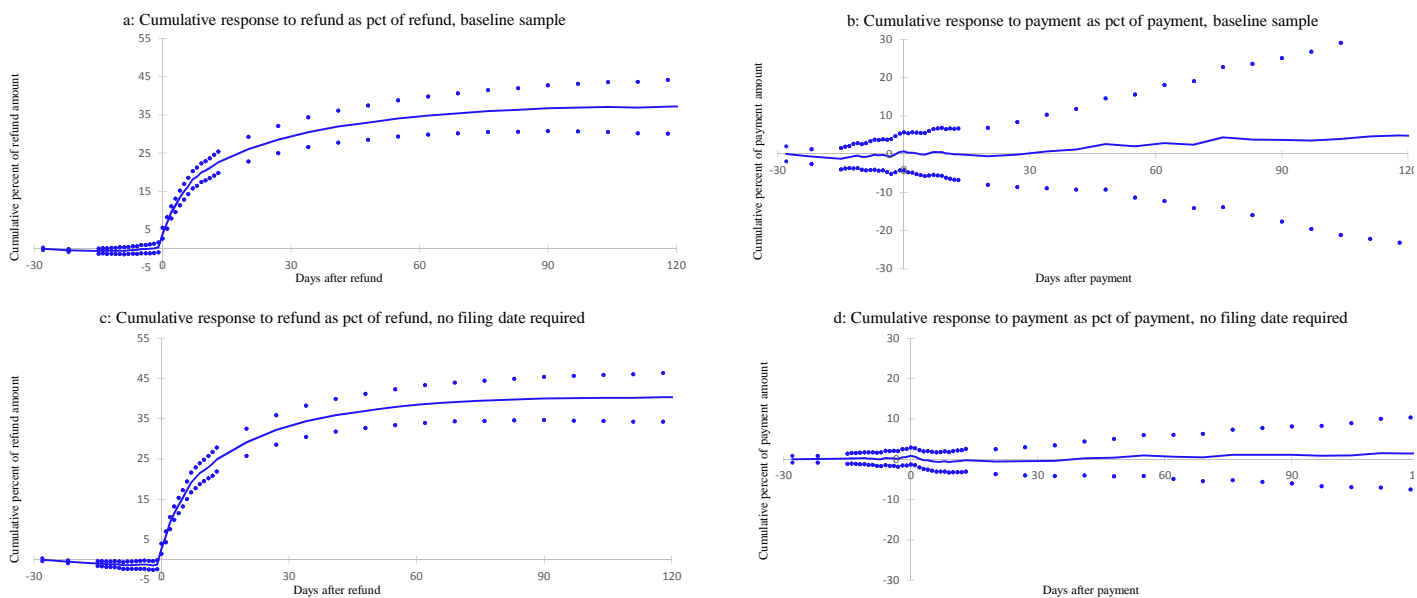 a: Cumulative response to refund as pct of refund, baseline sample
55
45
35
25
15
5
-5
-30 0 30 60 90 120
Cumulative percent of refund amount
Days after refund
b: Cumulative response to payment as pct of payment, baseline sample
30
20
10
0
-10
-20
-30
-30 0 30 60 90 120
Cumulative percent of payment amount
Days after payment
c: Cumulative response to refund as pct of refund, no filing date required
55
45
35
25
15
5
-5
-30 0 30 60 90 120
Cumulative percent of refund amount
Days after refund
d: Cumulative response to payment as pct of payment, no filing date required
30
20
10
0
-10
-20
-30
-30 0 30 60 90
Cumulative percent of payment amount
Days after payment